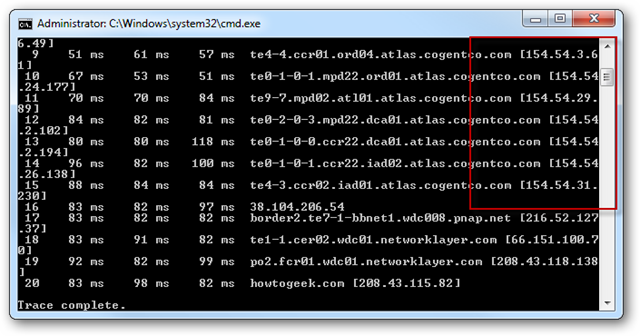 Administrator: C:\Windows\system32\cmd.exe
6.49]
9 51 ms 61 ms 57 ms te4-4.ccr01.ord04.atlas.cogentco.com [154.54.3.6
1]
10 67 ms 53 ms 51 ms te0-1-0-1.mpd22.ord01.atlas.cogentco.com [154.54
.24.177]
11 70 ms 70 ms 84 ms te9-7.mpd02.atl01.atlas.cogentco.com [154.54.29.
89]
12 84 ms 82 ms 81 ms te0-2-0-3.mpd22.dca01.atlas.cogentco.com [154.54
.2.102]
13 80 ms 80 ms 118 ms te0-1-0-0.ccr22.dca01.atlas.cogentco.com [154.54
.2.194]
14 96 ms 82 ms 100 ms te0-1-0-1.ccr22.iad02.atlas.cogentco.com [154.54
.26.138]
15 88 ms 84 ms 84 ms te4-3.ccr02.iad01.atlas.cogentco.com [154.54.31.
230]
16 83 ms 82 ms 97 ms 38.104.206.54
17 83 ms 82 ms 82 ms border2.te7-1-bbnet1.wdc008.pnap.net [216.52.127
.37]
18 83 ms 91 ms 82 ms te1-1.cer02.wdc01.networklayer.com [66.151.100.7
0]
19 92 ms 82 ms 99 ms po2.fcr01.wdc01.networklayer.com [208.43.118.138
]
20 83 ms 98 ms 82 ms howtogeek.com [208.43.115.82]
Trace complete.